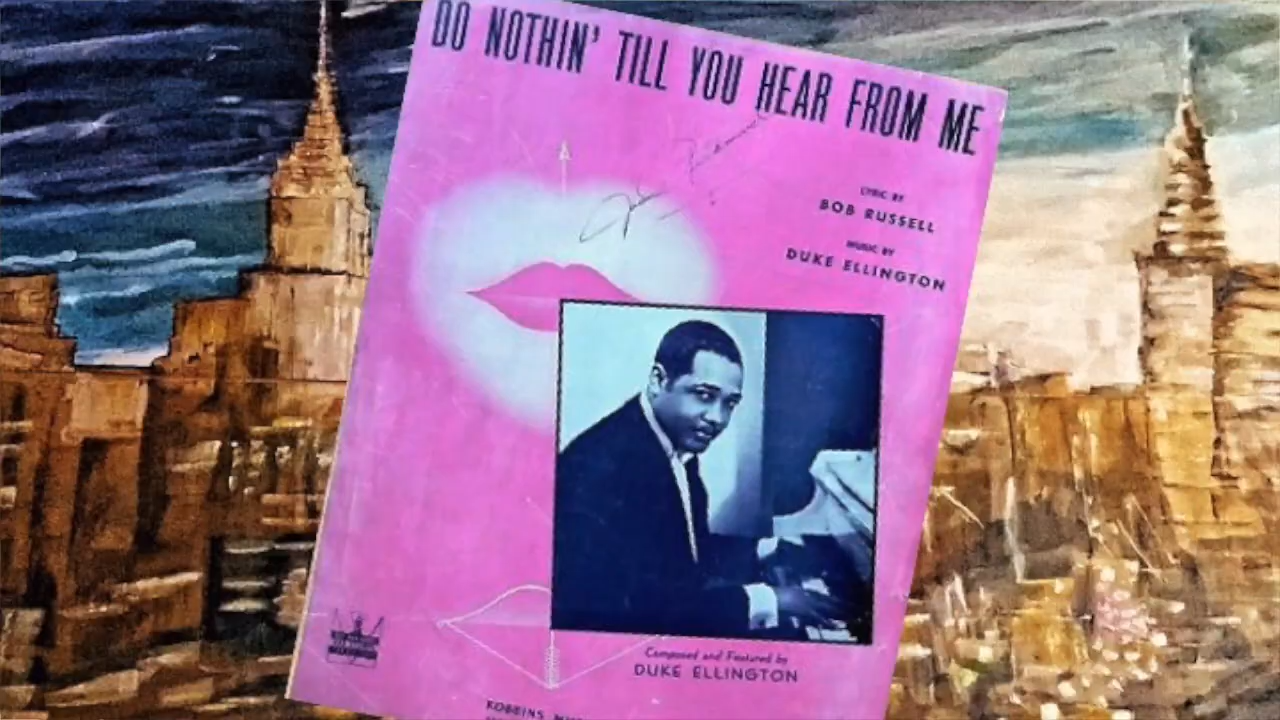 DO NOTHIN' TILL YOU HEAR FROM ME
LYRIC BY
BOB RUSSELL
MUSIC BY
DUKE ELLINGTON
Composed and Featured by
DUKE ELLINGTON
ROBBINS